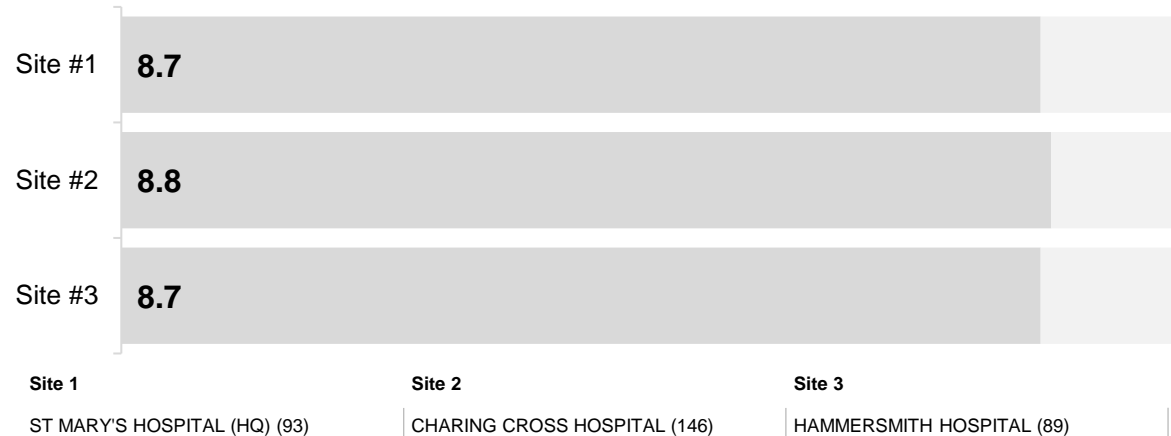 Site #1 8.7
Site #2 8.8
Site #3 8.7
Site 1 Site 2 Site 3
ST MARY'S HOSPITAL (HQ) (93) CHARING CROSS HOSPITAL (146) HAMMERSMITH HOSPITAL (89)